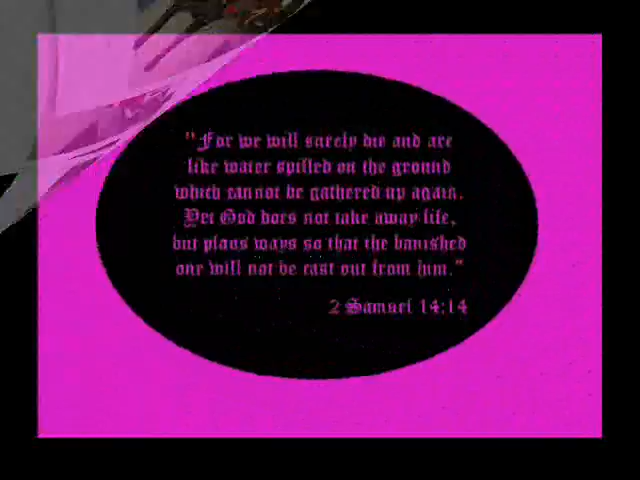 "For we will surely die and are
like water spilled on the ground
which cannot be gathered up again.
Yet God does not take away life,
but plans ways so that the banished
one will not be cast out from him."
2 Samuel 14:14